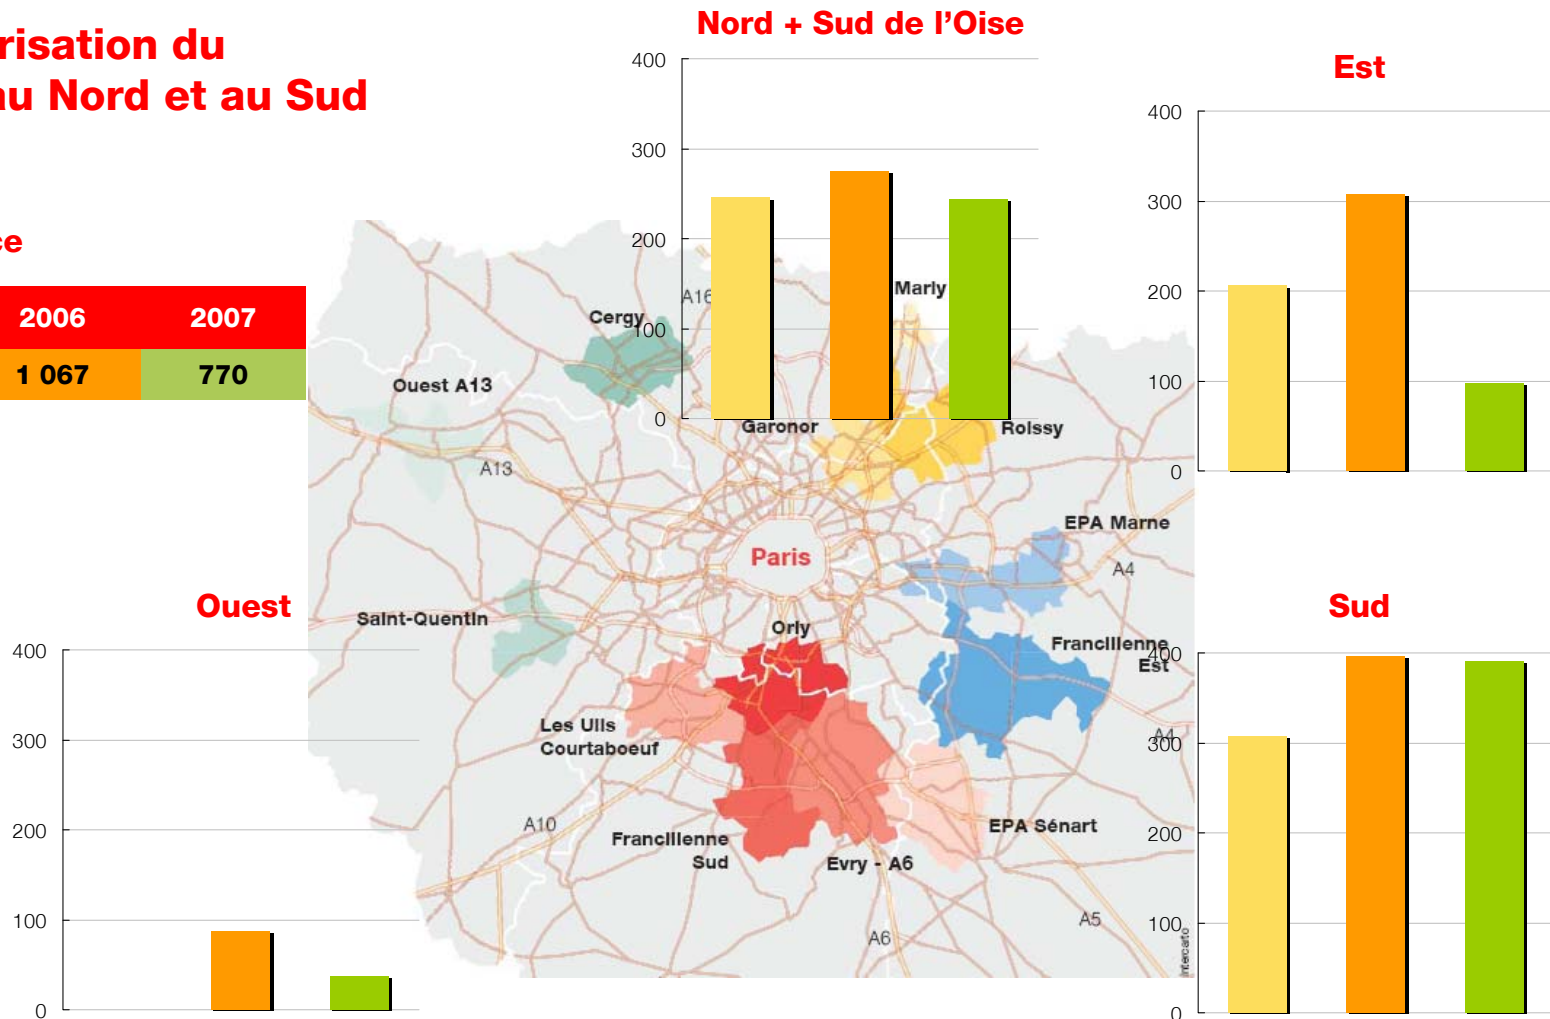 risation du
au Nord et au Sud
ce
2006 2007
1 067 770
Nord + Sud de l'Oise
400
300
200
100
0
Est
400
300
200
100
0
Ouest
400
300
200
100
0
Sud
400
300
200
100
0
Marly
A16
Cergy
Ouest A13
Garonor
Roissy
A13
EPA Marne
Paris
A4
Saint-Quentin
Orly
Francilienne
Est
Les Ulis
Courtaboeuf
A4
A10
EPA Sénart
Francilienne
Sud
Evry - A6
A5
A6
Intercarto